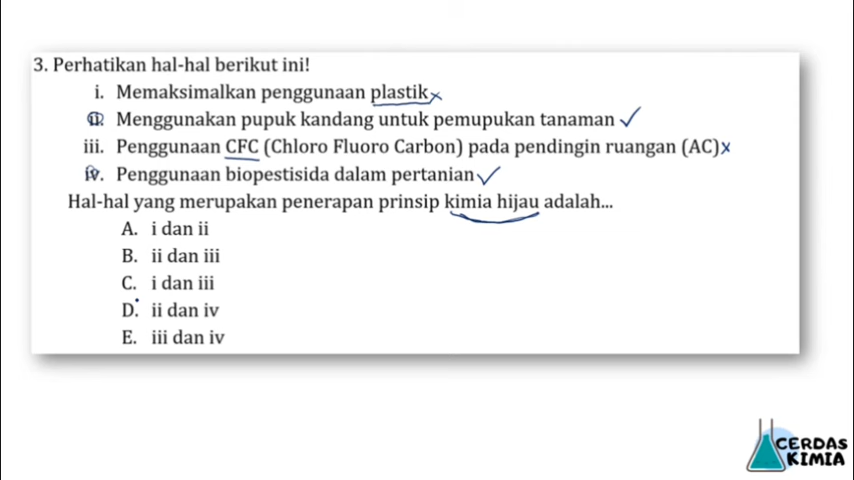 3. Perhatikan hal-hal berikut ini!
i. Memaksimalkan penggunaan plastik
ii. Menggunakan pupuk kandang untuk pemupukan tanaman
iii. Penggunaan CFC (Chloro Fluoro Carbon) pada pendingin ruangan (AC)
iv. Penggunaan biopestisida dalam pertanian
Hal-hal yang merupakan penerapan prinsip kimia hijau adalah...
A. i dan ii
B. ii dan iii
C. i dan iii
D. ii dan iv
E. iii dan iv
CERDAS
KIMIA